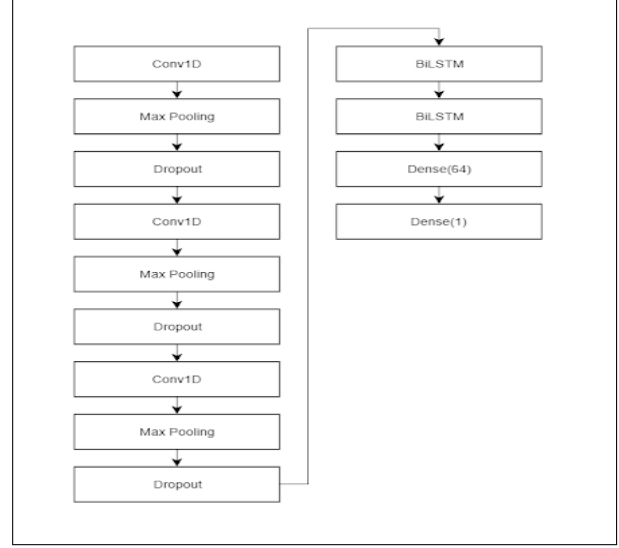 Conv1D
Max Pooling
Dropout
Conv1D
Max Pooling
Dropout
Conv1D
Max Pooling
Dropout
BiLSTM
BiLSTM
Dense(64)
Dense(1)